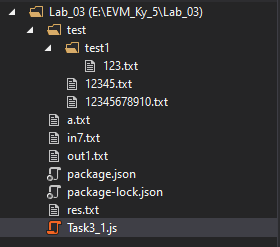 Lab_03 (E:\EVM_Ky_5\Lab_03)
test
test1
123.txt
12345.txt
12345678910.txt
a.txt
in7.txt
out1.txt
package.json
package-lock.json
res.txt
Task3_1.js